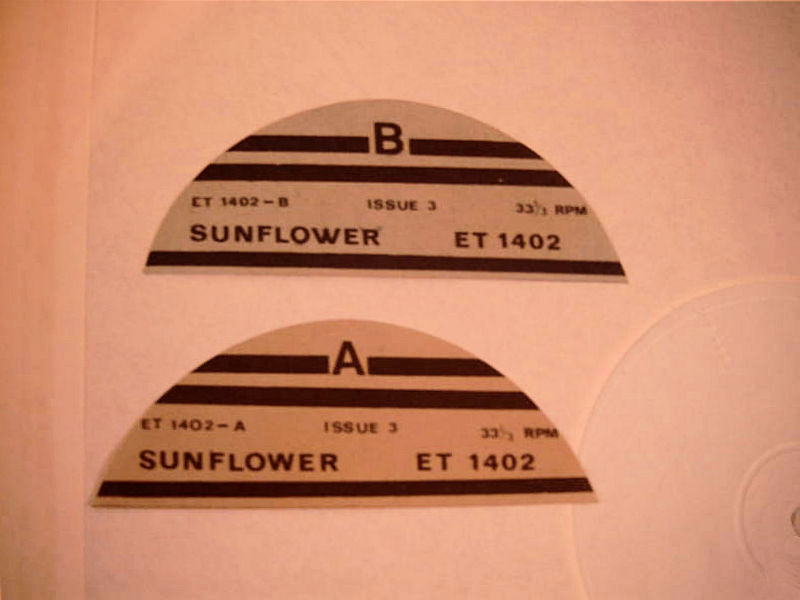 B
ET 1402-B ISSUE 3 33⅓ RPM
SUNFLOWER ET 1402
A
ET 1402-A ISSUE 3 33⅓ RPM
SUNFLOWER ET 1402